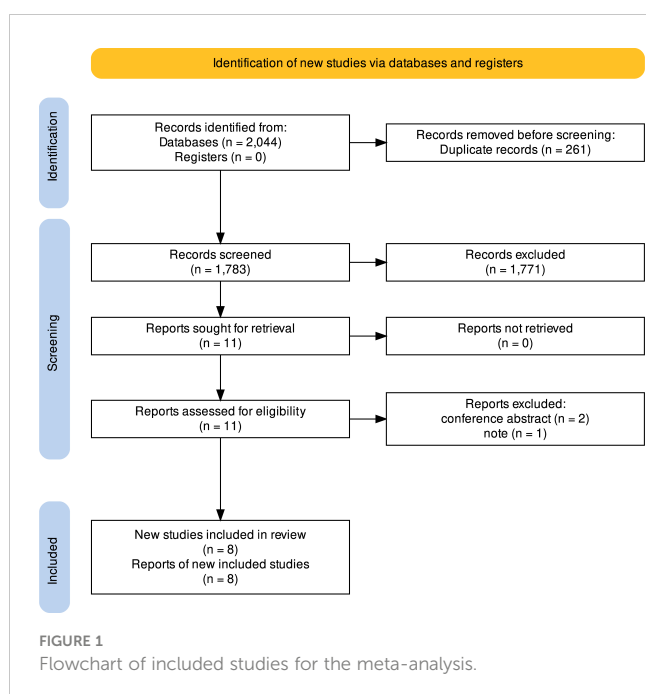 Identification of new studies via databases and registers
Identification
Records identified from:
Databases (n = 2,044)
Registers (n = 0)
Records removed before screening:
Duplicate records (n = 261)
Screening
Records screened
(n = 1,783)
Records excluded
(n = 1,771)
Reports sought for retrieval
(n = 11)
Reports not retrieved
(n = 0)
Reports assessed for eligibility
(n = 11)
Reports excluded:
conference abstract (n = 2)
note (n = 1)
Included
New studies included in review
(n = 8)
Reports of new included studies
(n = 8)
FIGURE 1
Flowchart of included studies for the meta-analysis.